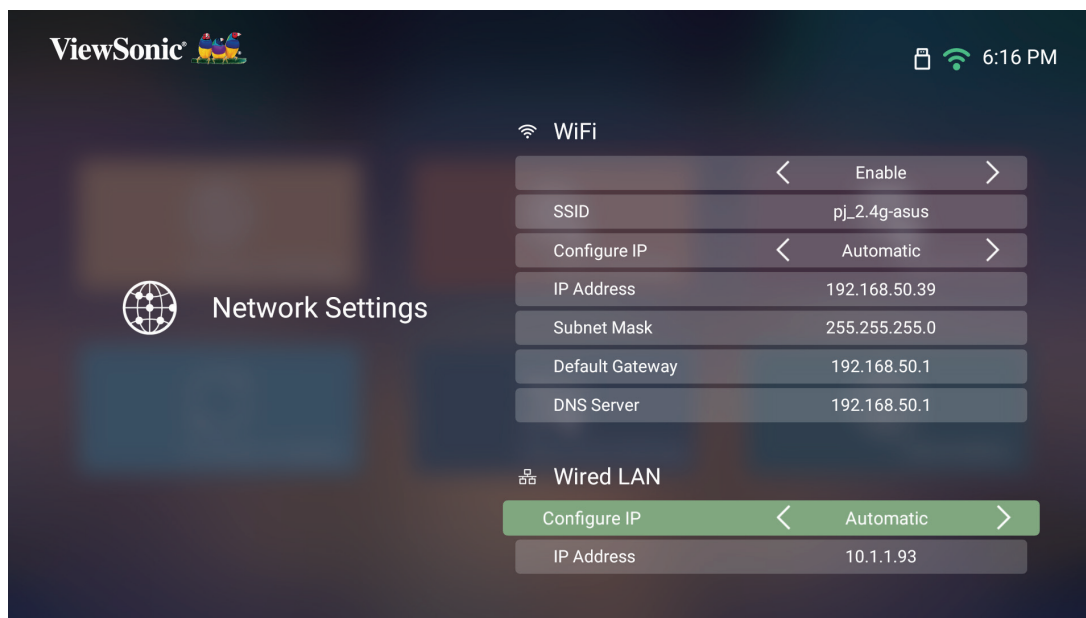 ViewSonic®
6:16 PM
WiFi
Enable
SSID pj_2.4g-asus
Configure IP Automatic
IP Address 192.168.50.39
Network Settings
Subnet Mask 255.255.255.0
Default Gateway 192.168.50.1
DNS Server 192.168.50.1
Wired LAN
Configure IP Automatic
IP Address 10.1.1.93